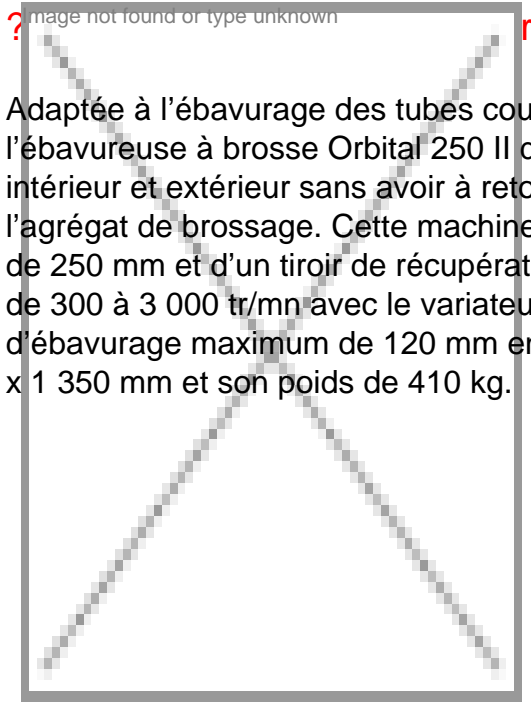 ? Image not found or type unknown r
Adaptée à l'ébavurage des tubes cou
l'ébavureuse à brosse Orbital 250 II
intérieur et extérieur sans avoir à reto
l'agrégat de brossage. Cette machine
de 250 mm et d'un tiroir de récupérat
de 300 à 3 000 tr/mn avec le variateu
d'ébavurage maximum de 120 mm en
x 1 350 mm et son poids de 410 kg.